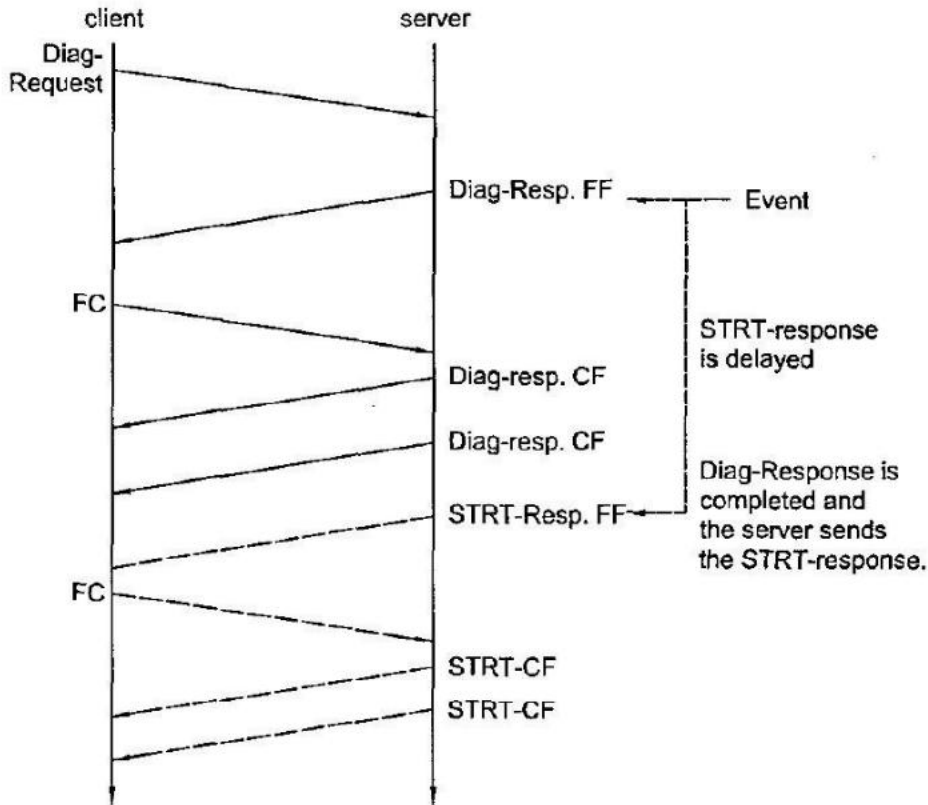 client
server
Diag-
Request
Diag-Resp. FF
Event
FC
STRT-response
is delayed
Diag-resp. CF
Diag-resp. CF
Diag-Response is
completed and
the server sends
the STRT-response.
STRT-Resp. FF
FC
STRT-CF
STRT-CF